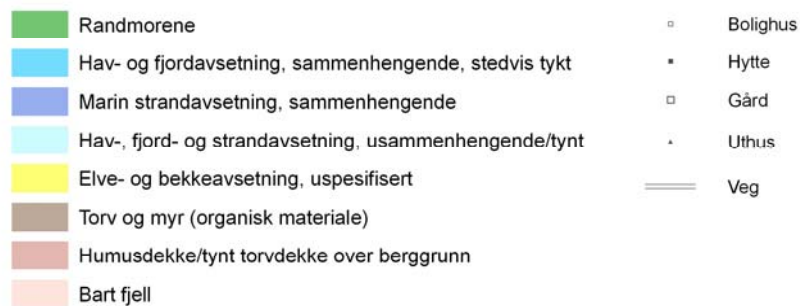 Randmorene
Hav- og fjordavsetning, sammenhengende, stedvis tykt
Marin strandavsetning, sammenhengende
Hav-, fjord- og strandavsetning, usammenhengende/tynt
Elve- og bekkeavsetning, uspesifisert
Torv og myr (organisk materiale)
Humusdekke/tynt torvdekke over berggrunn
Bart fjell
Bolighus
Hytte
Gård
Uthus
Veg